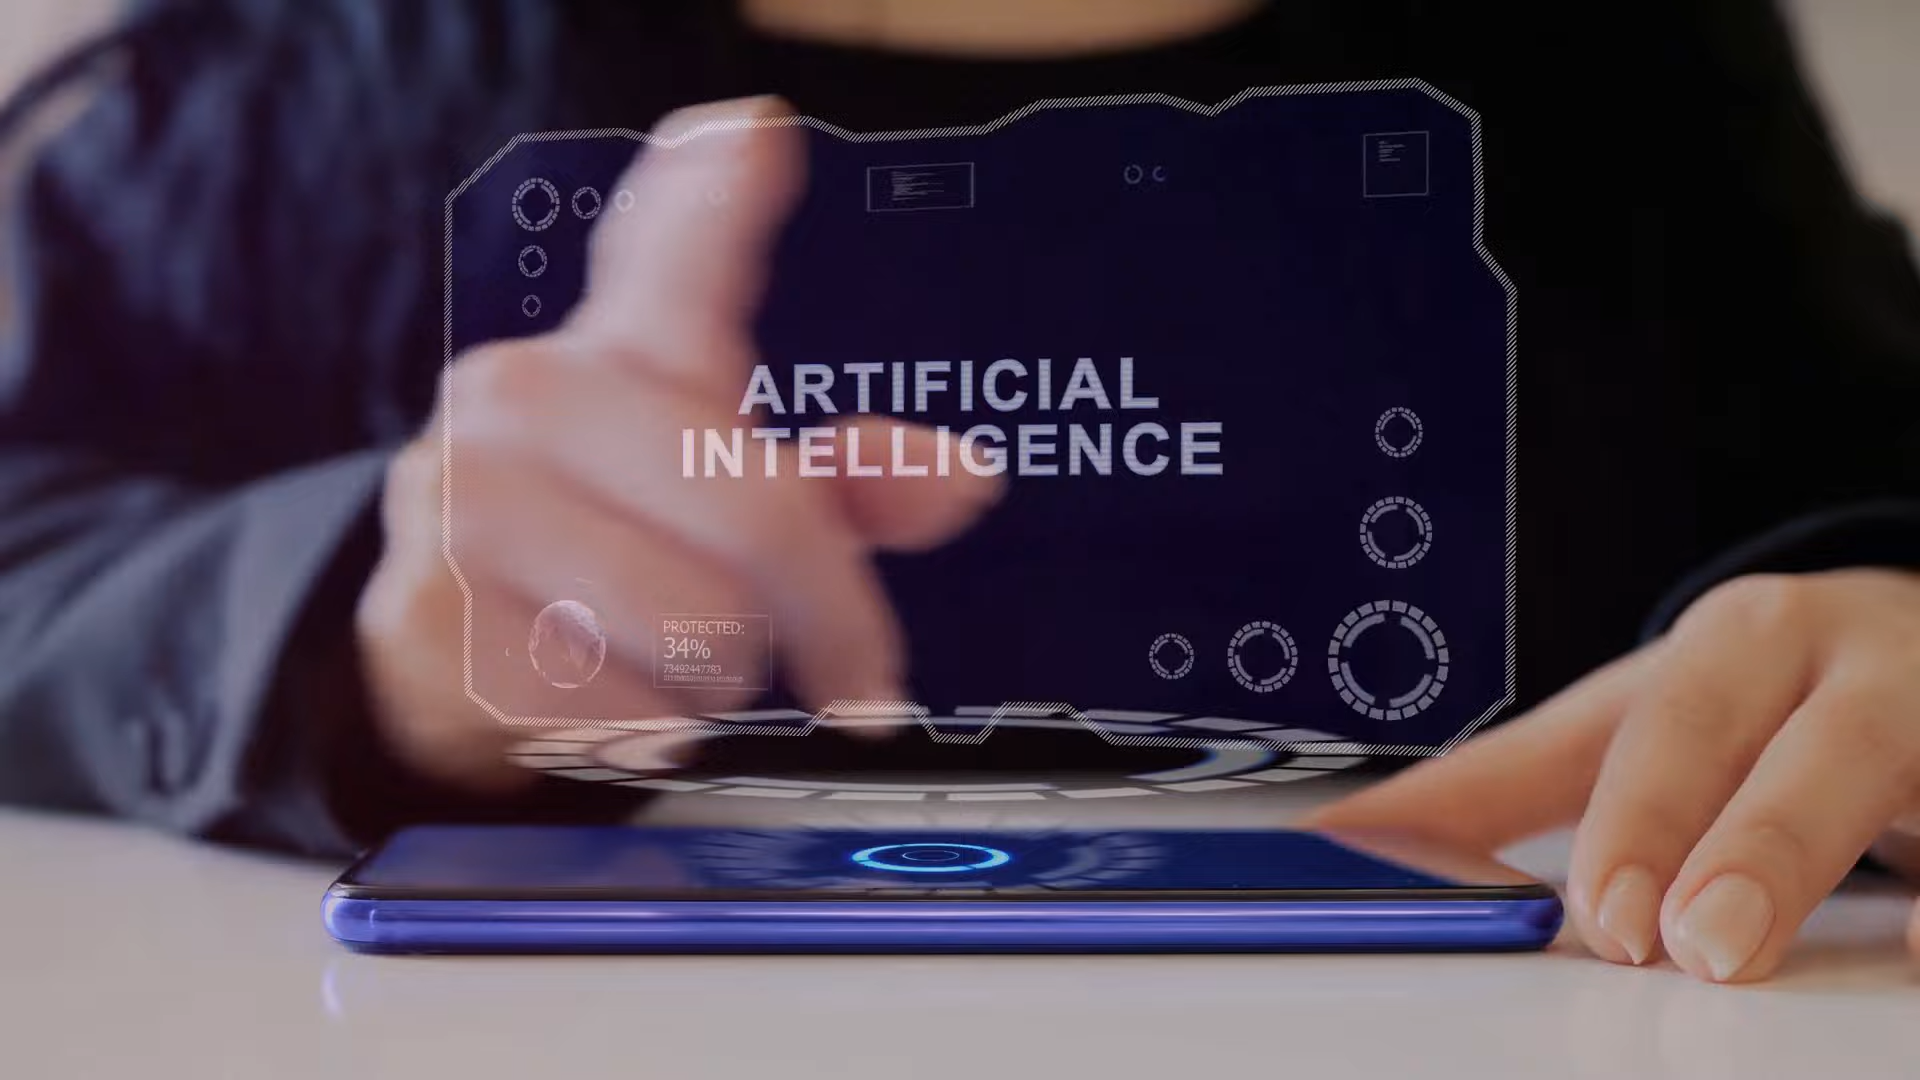 ARTIFICIAL
INTELLIGENCE
PROTECTED:
34%
73492447783